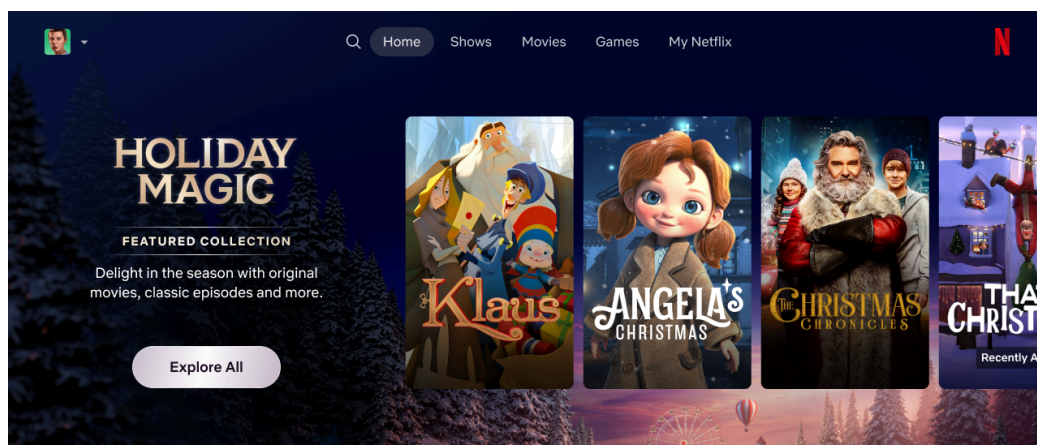 Home
Shows
Movies
Games
My Netflix
N
HOLIDAY
MAGIC
FEATURED COLLECTION
Delight in the season with original
movies, classic episodes and more.
Explore All
Klaus
ANGELA'S
CHRISTMAS
THE CHRISTMAS
CHRONICLES
THA
CHRIST
Recently A